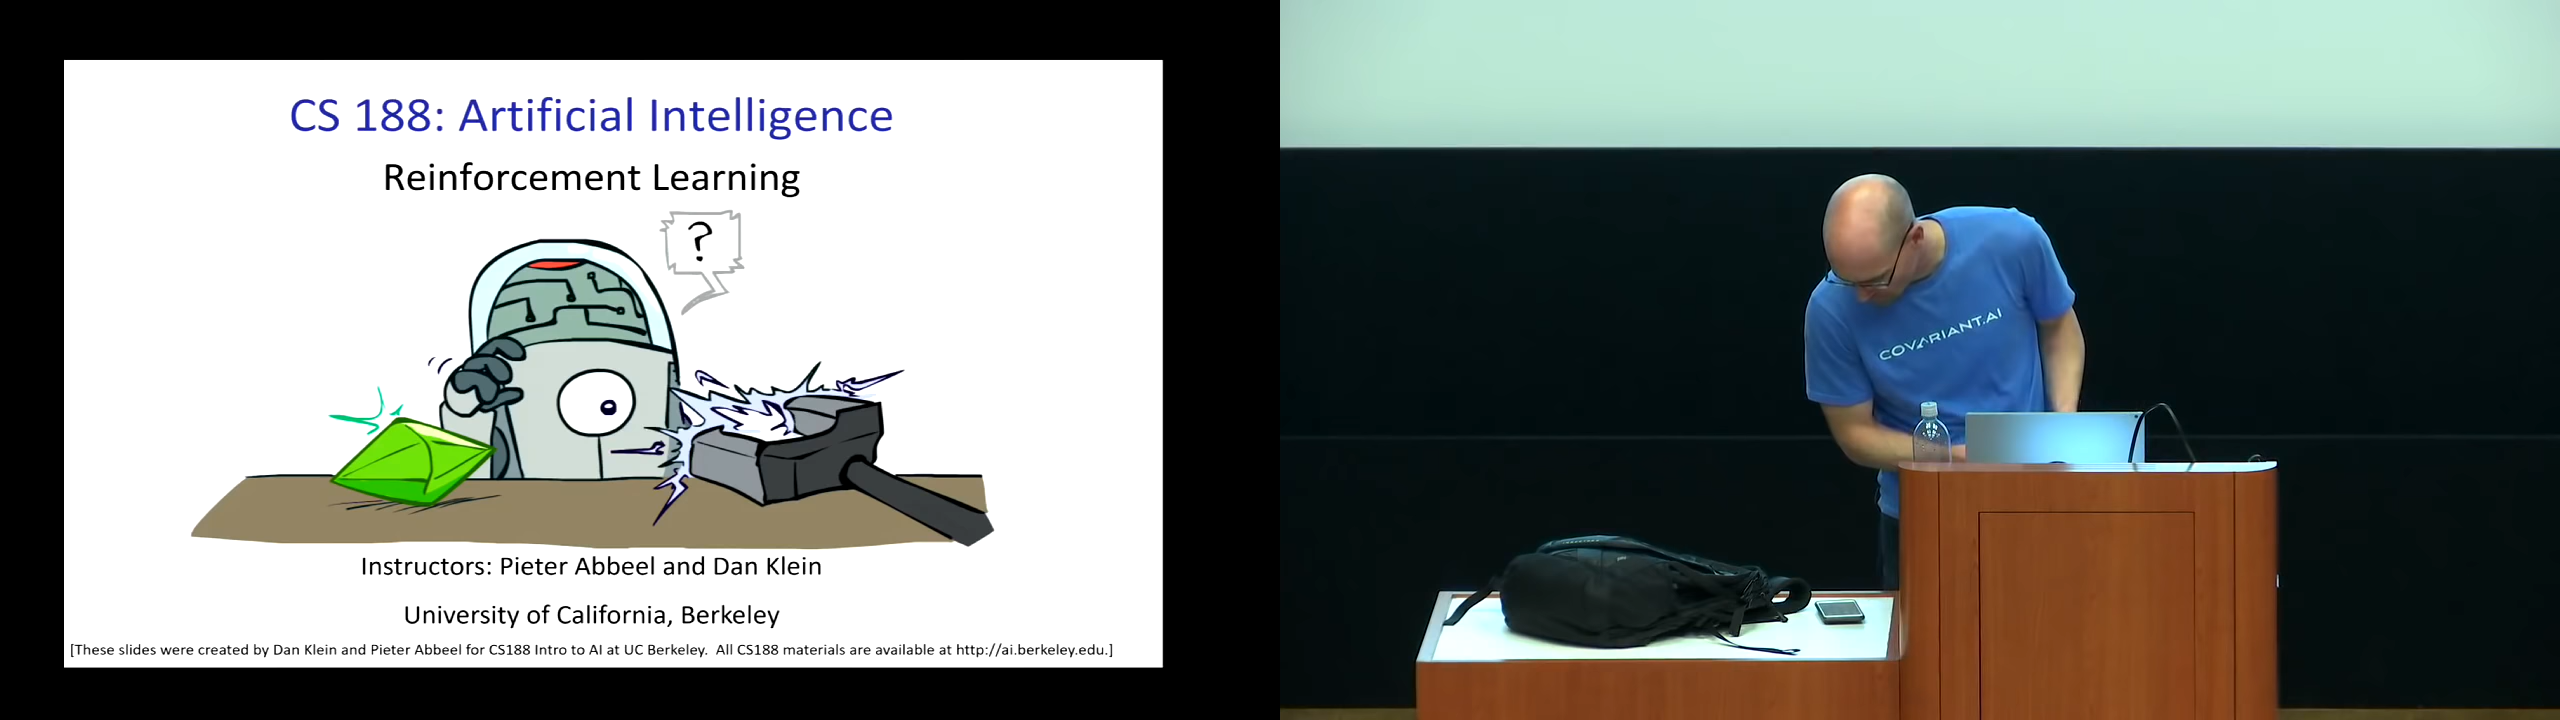 CS 188: Artificial Intelligence
Reinforcement Learning
?
Instructors: Pieter Abbeel and Dan Klein
University of California, Berkeley
[These slides were created by Dan Klein and Pieter Abbeel for CS188 Intro to AI at UC Berkeley.  All CS188 materials are available at http://ai.berkeley.edu.]
COVARIANT.AI